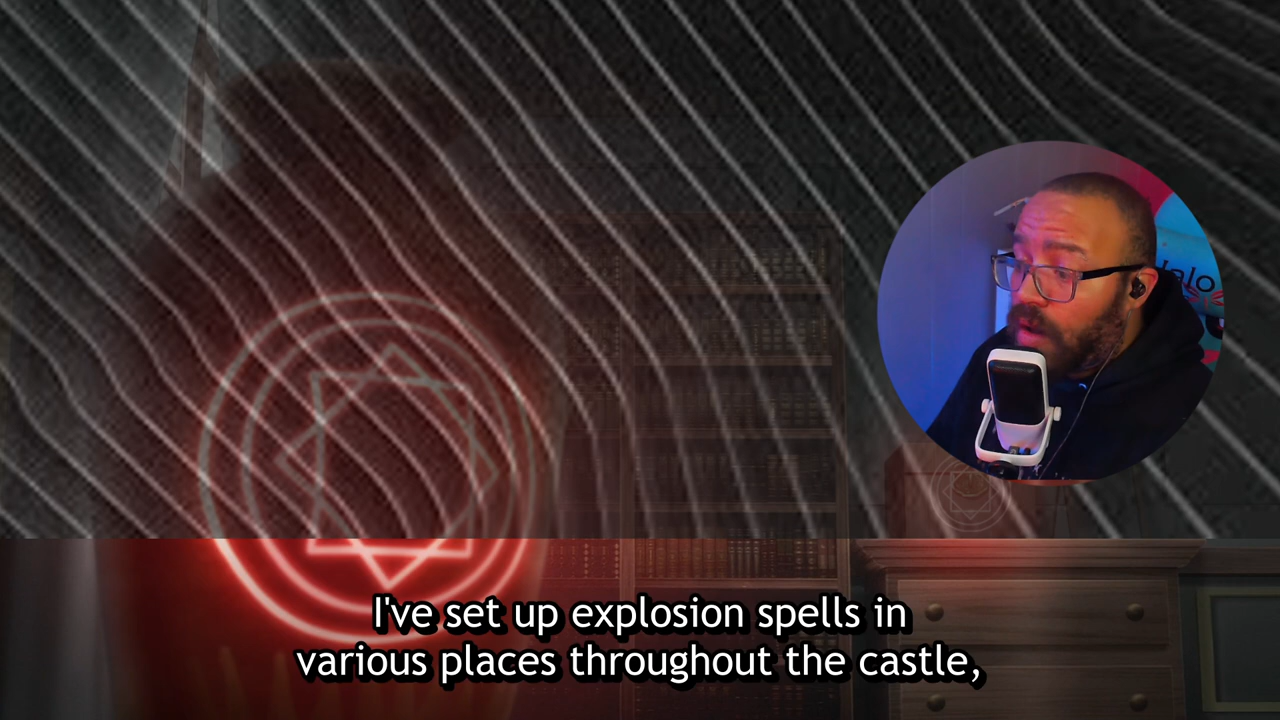 I've set up explosion spells in
various places throughout the castle,